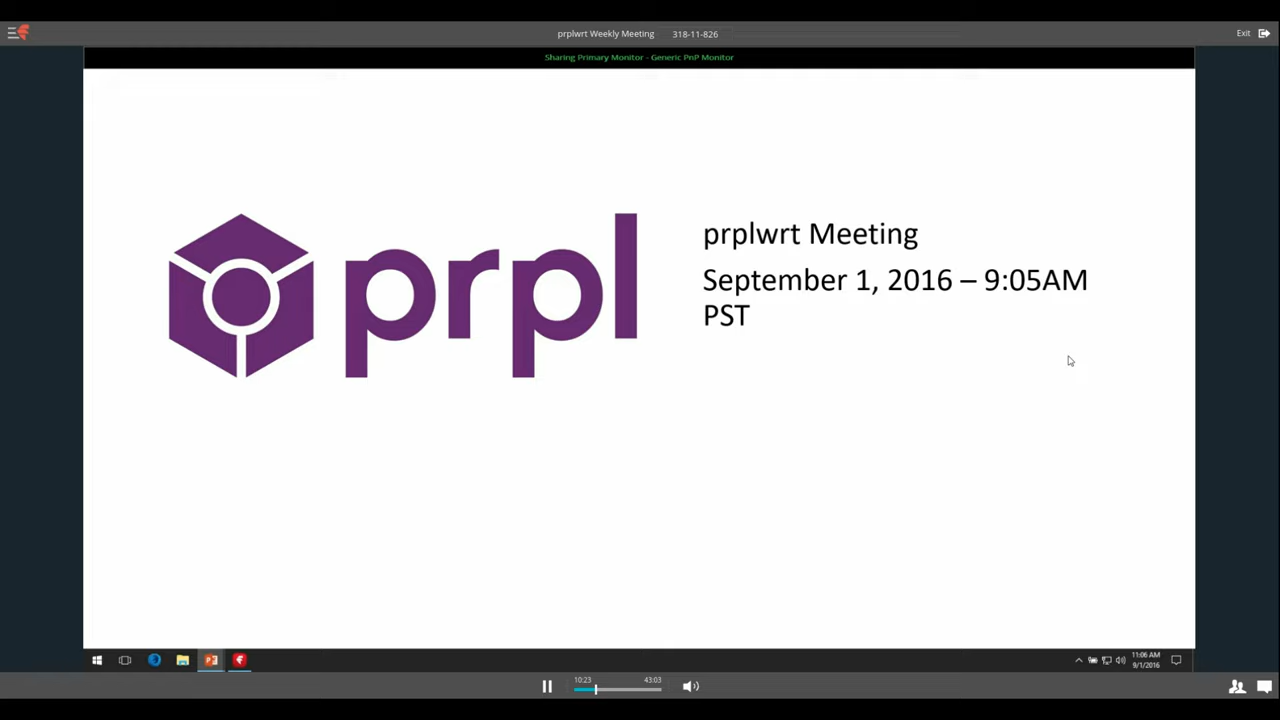 prplwrt Weekly Meeting 318-11-826
Exit
Sharing Primary Monitor - Generic PnP Monitor
prpl
prplwrt Meeting
September 1, 2016 – 9:05AM
PST
11:06 AM
9/1/2016
10:23 43:03